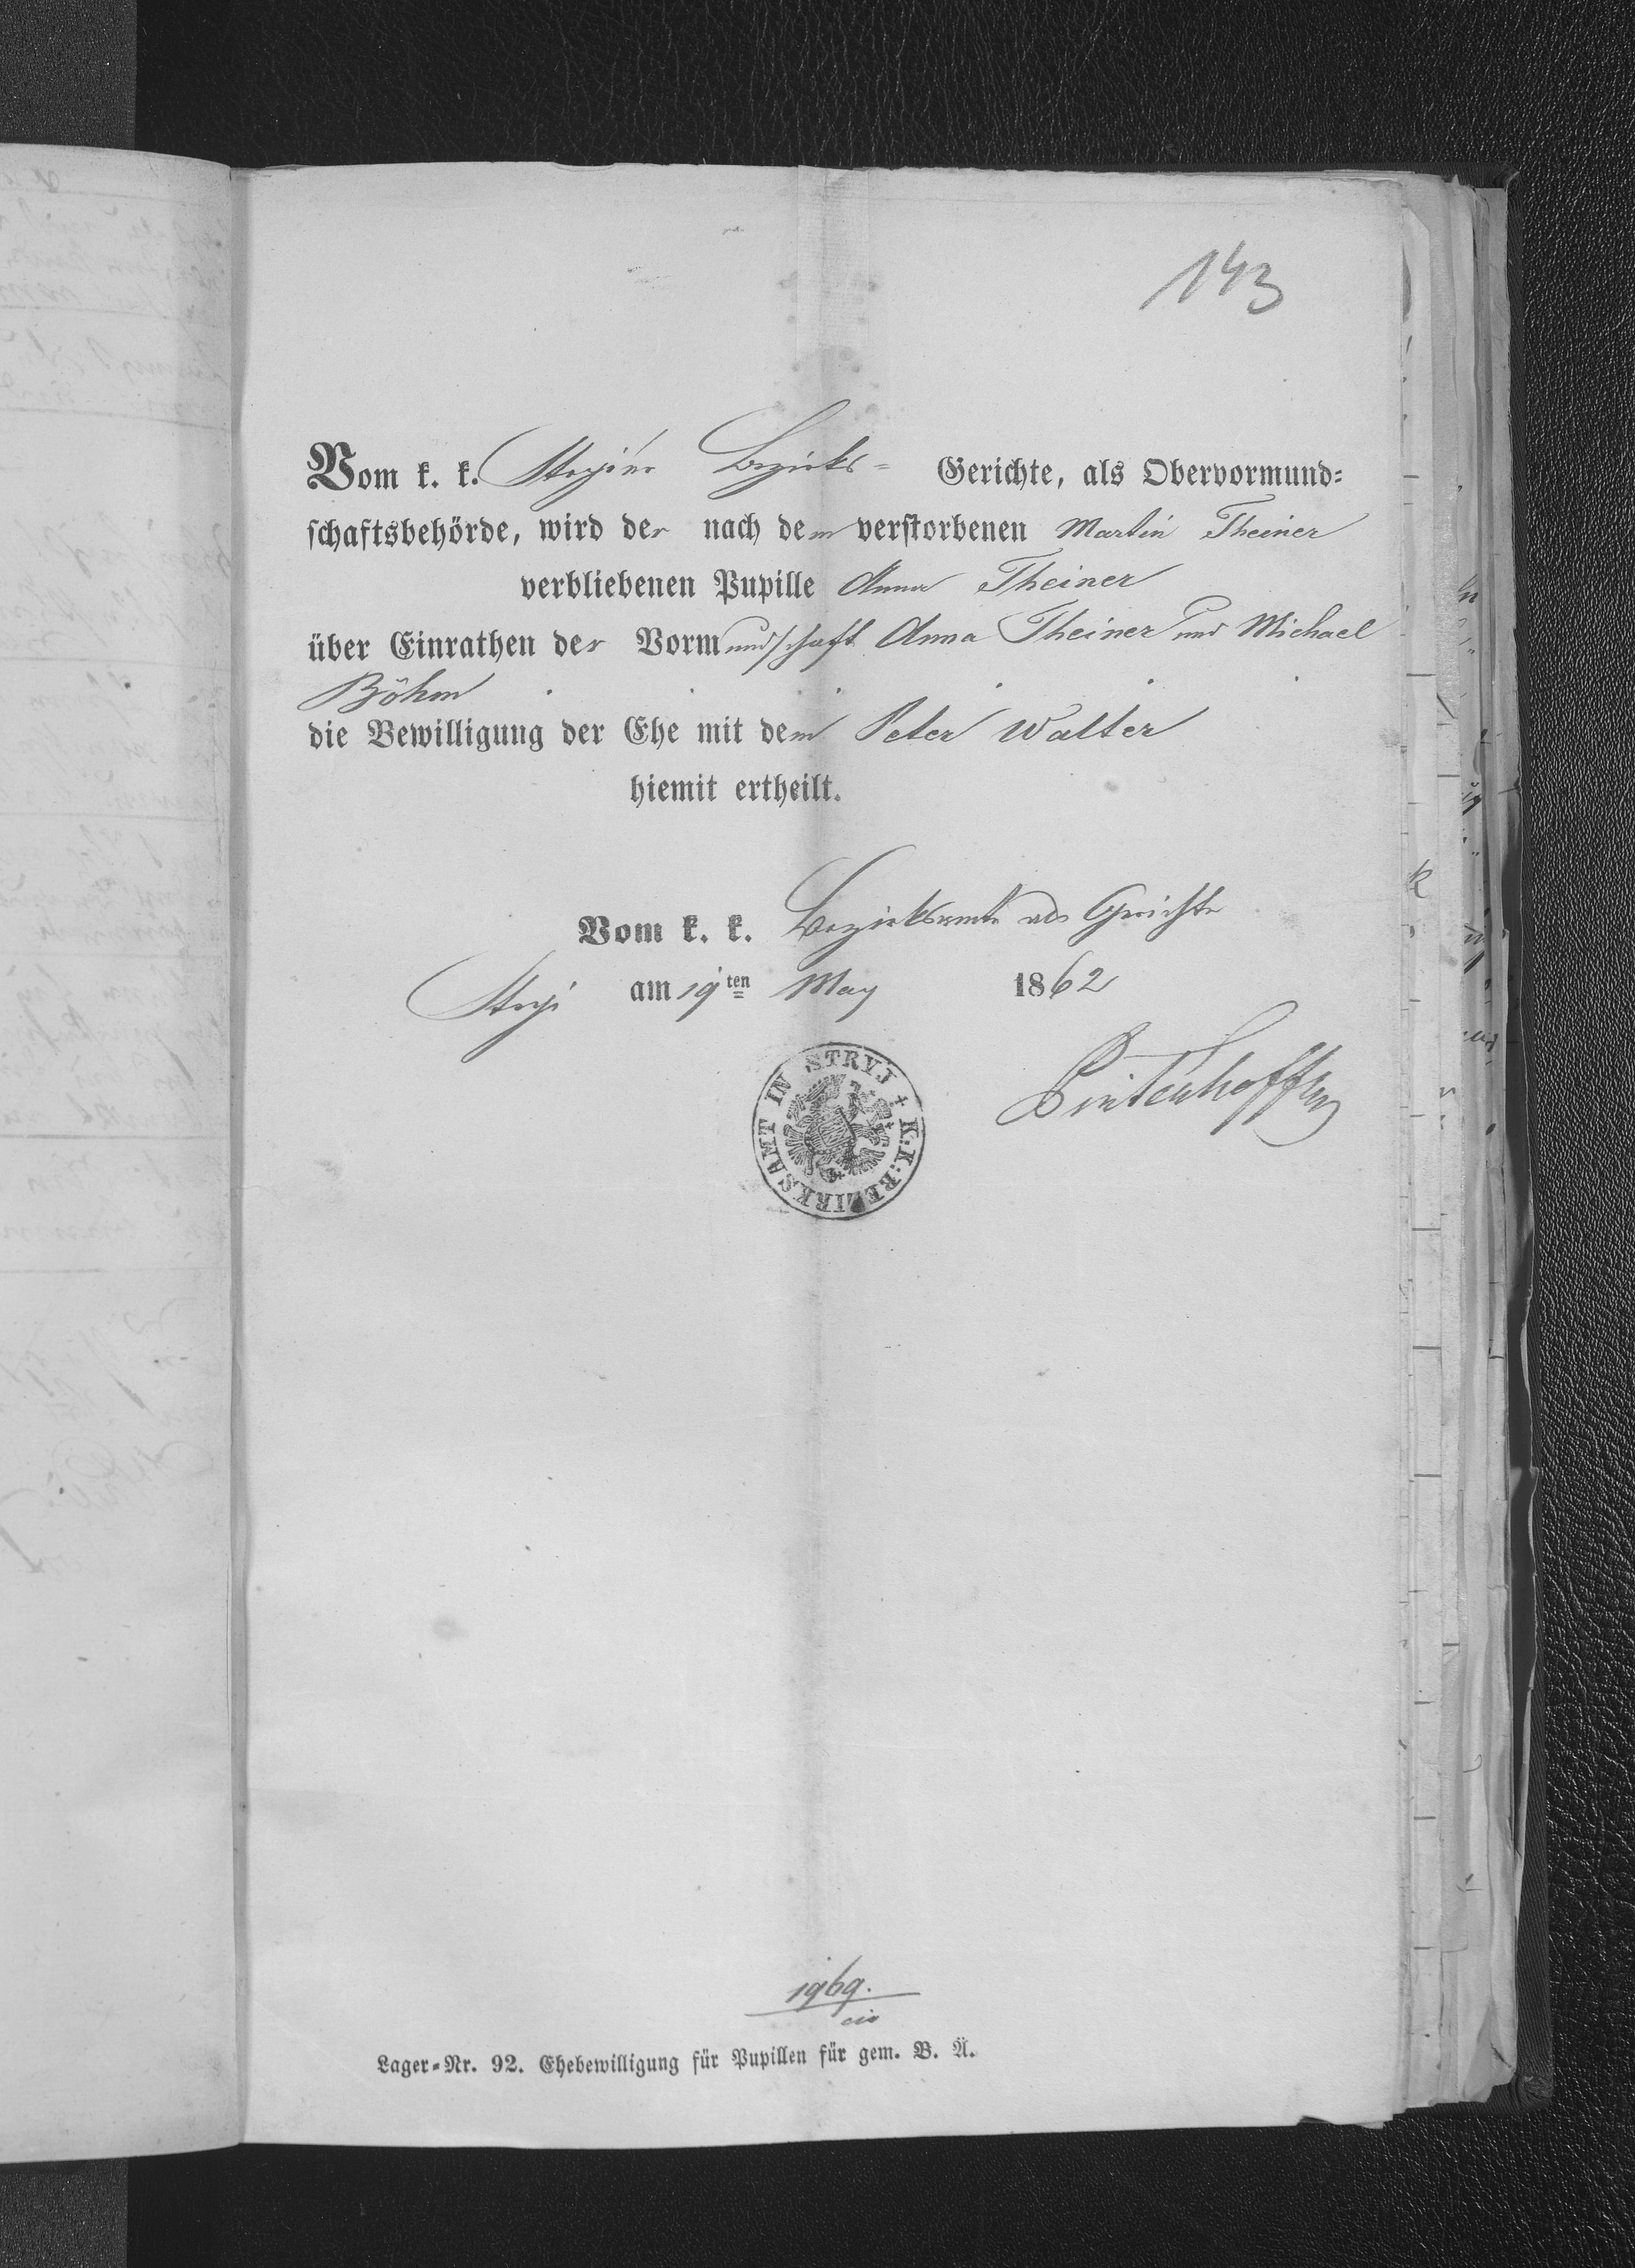 143
Vom k. k. Stryier Bezirks= Gerichte, als Obervormund=
schaftsbehörde, wird der nach dem verstorbenen Martin Theiner
verbliebenen Pupille Anna Theiner
über Einrathen der Vormundschaft Anna Theiner und Michael
Böhm
die Bewilligung der Ehe mit dem Peter Walter
hiemit ertheilt.
Vom k. k. Bezirksamte als Gerichte
Stryi am 19ten May 1862
K. K. BEZIRKSAMT IN STRYJ
1969.
civ
Lager=Nr. 92. Ehebewilligung für Pupillen für gem. B. Ä.